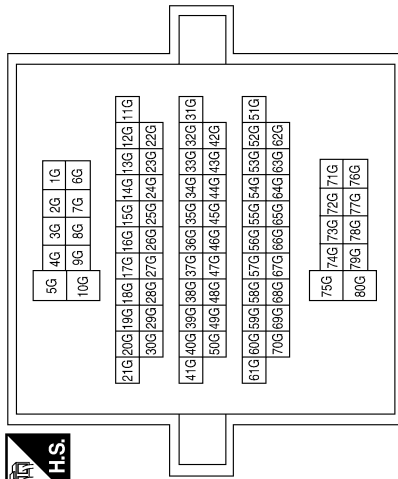 H.S.
5G 4G 3G 2G 1G
10G 9G 8G 7G 6G
21G 20G 19G 18G 17G 16G 15G 14G 13G 12G 11G
30G 29G 28G 27G 26G 25G 24G 23G 22G
41G 40G 39G 38G 37G 36G 35G 34G 33G 32G 31G
50G 49G 48G 47G 46G 45G 44G 43G 42G
61G 60G 59G 58G 57G 56G 55G 54G 53G 52G 51G
70G 69G 68G 67G 66G 65G 64G 63G 62G
75G 74G 73G 72G 71G
80G 79G 78G 77G 76G